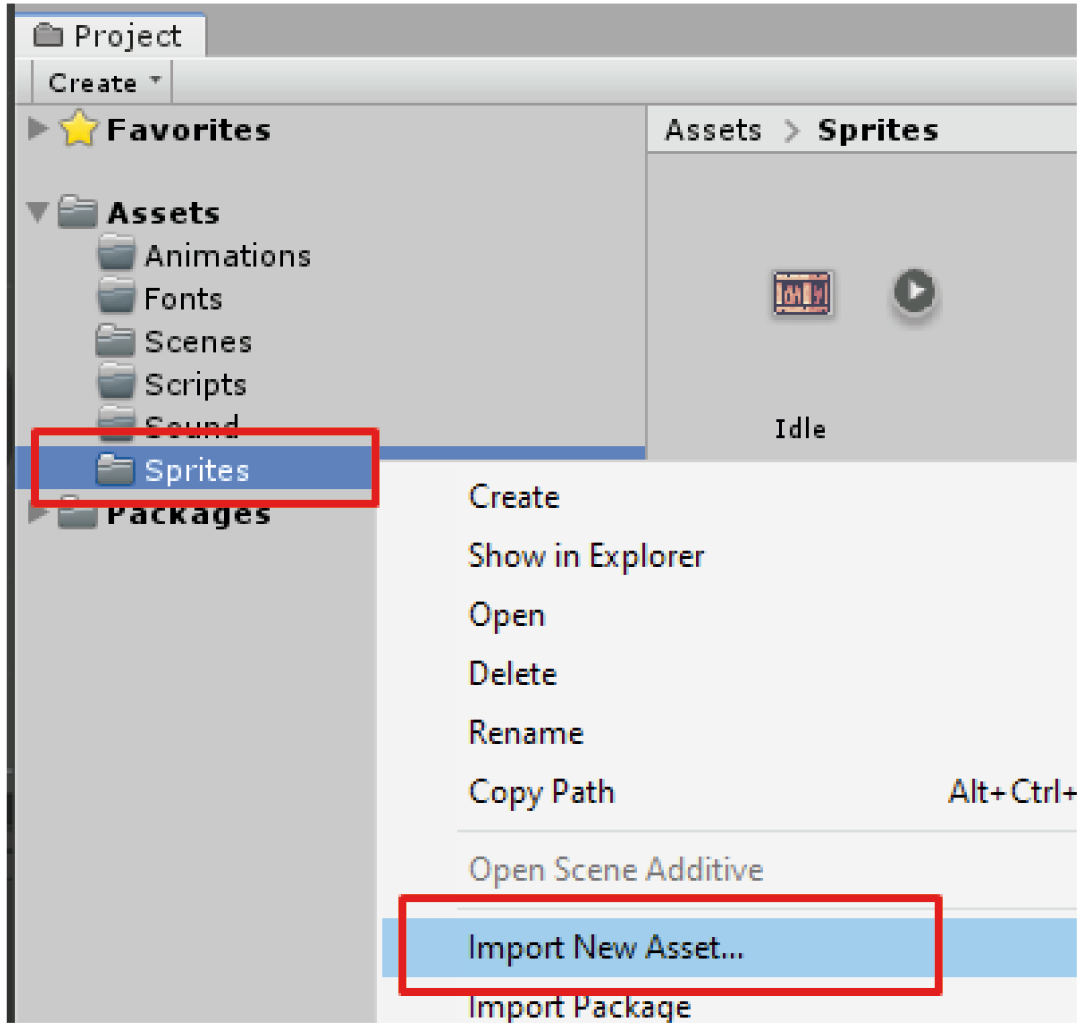 Project
Create
Favorites
Assets > Sprites
Assets
Animations
Fonts
Scenes
Scripts
Sound
Idle
Sprites
Packages
Create
Show in Explorer
Open
Delete
Rename
Copy Path Alt+Ctrl+
Open Scene Additive
Import New Asset...
Import Package